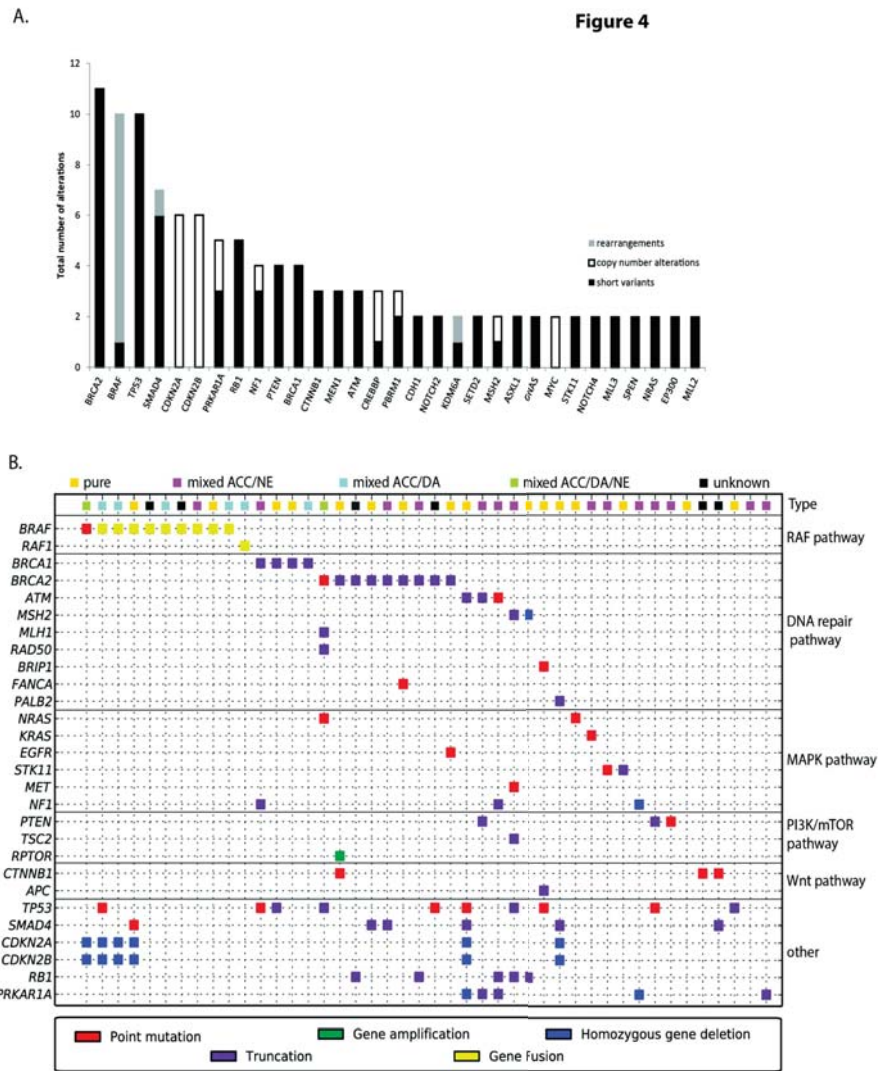 A.
Figure 4
12
10
8
6
4
2
0
Total number of alterations
rearrangements
copy number alterations
short variants
BRCA2
BRAF
TP53
SMAD4
CDKN2A
CDKN2B
PRKAR1A
RB1
NF1
PTEN
BRCA1
CTNNB1
MEN1
ATM
CREBBP
PBRM1
CDH1
NOTCH2
KDM6A
SETD2
MSH2
ASXL1
GNAS
MYC
STK11
NOTCH4
MLL3
SPEN
NRAS
EP300
MLL2
B.
pure mixed ACC/NE mixed ACC/DA mixed ACC/DA/NE unknown
Type
BRAF
RAF1
RAF pathway
BRCA1
BRCA2
ATM
MSH2
MLH1
RAD50
BRIP1
FANCA
PALB2
DNA repair
pathway
NRAS
KRAS
EGFR
STK11
MET
NF1
MAPK pathway
PTEN
TSC2
RPTOR
PI3K/mTOR
pathway
CTNNB1
APC
Wnt pathway
TP53
SMAD4
CDKN2A
CDKN2B
RB1
PRKAR1A
other
Point mutation Gene amplification Homozygous gene deletion
Truncation Gene fusion